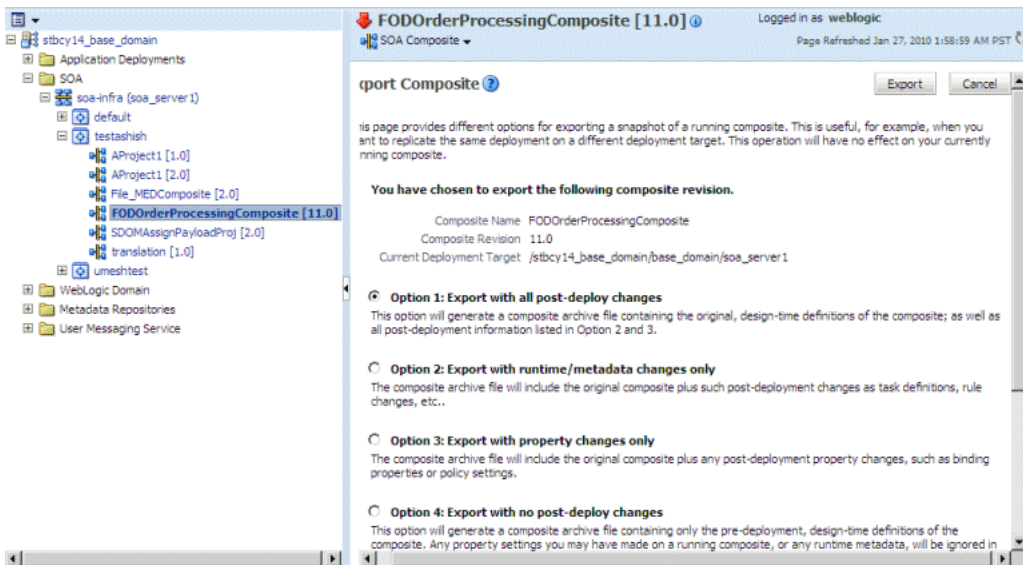 stbcy14_base_domain
Application Deployments
SOA
soa-infra (soa_server1)
default
testashish
AProject1 [1.0]
AProject1 [2.0]
File_MEDComposite [2.0]
FODOrderProcessingComposite [11.0]
SDOMAssignPayloadProj [2.0]
translation [1.0]
umeshtest
WebLogic Domain
Metadata Repositories
User Messaging Service
FODOrderProcessingComposite [11.0]
Logged in as weblogic
SOA Composite
Page Refreshed Jan 27, 2010 1:58:59 AM PST
xport Composite
Export
Cancel
is page provides different options for exporting a snapshot of a running composite. This is useful, for example, when you
ant to replicate the same deployment on a different deployment target. This operation will have no effect on your currently
nning composite.
You have chosen to export the following composite revision.
Composite Name FODOrderProcessingComposite
Composite Revision 11.0
Current Deployment Target /stbcy14_base_domain/base_domain/soa_server1
Option 1: Export with all post-deploy changes
This option will generate a composite archive file containing the original, design-time definitions of the composite; as well as
all post-deployment information listed in Option 2 and 3.
Option 2: Export with runtime/metadata changes only
The composite archive file will include the original composite plus such post-deployment changes as task definitions, rule
changes, etc..
Option 3: Export with property changes only
The composite archive file will include the original composite plus any post-deployment property changes, such as binding
properties or policy settings.
Option 4: Export with no post-deploy changes
This option will generate a composite archive file containing only the pre-deployment, design-time definitions of the
composite. Any property settings you may have made on a running composite, or any runtime metadata, will be ignored in